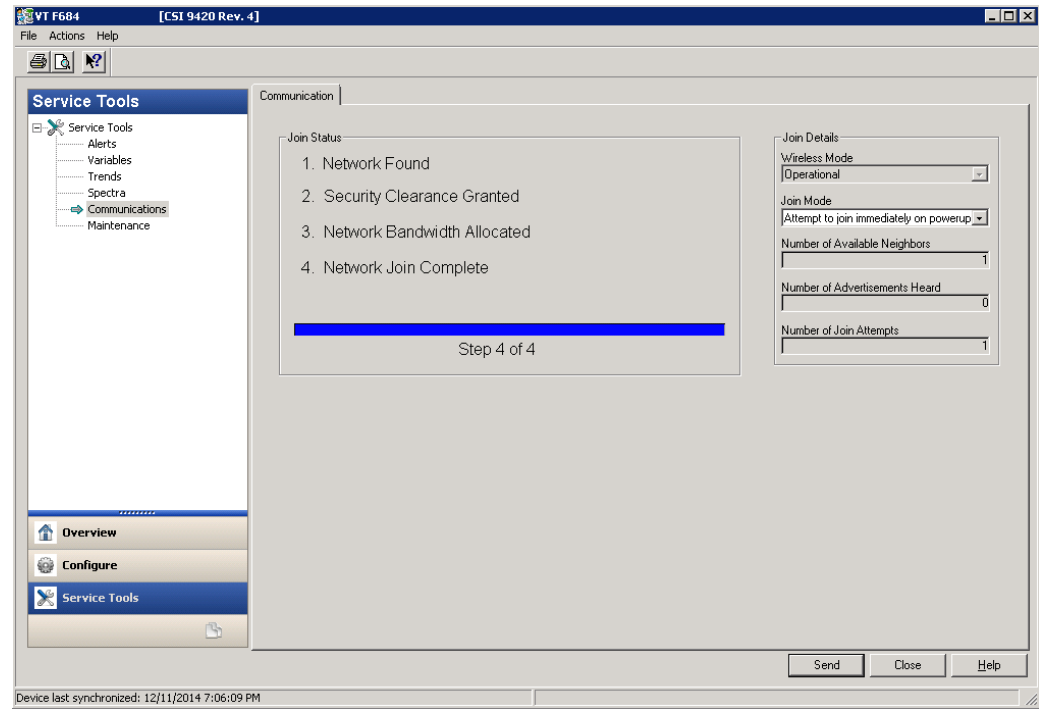 VT F684 [CSI 9420 Rev. 4]
File Actions Help
Service Tools
Service Tools
Alerts
Variables
Trends
Spectra
Communications
Maintenance
Overview
Configure
Service Tools
Communication
Join Status
1. Network Found
2. Security Clearance Granted
3. Network Bandwidth Allocated
4. Network Join Complete
Step 4 of 4
Join Details
Wireless Mode
Operational
Join Mode
Attempt to join immediately on powerup
Number of Available Neighbors
1
Number of Advertisements Heard
0
Number of Join Attempts
1
Send Close Help
Device last synchronized: 12/11/2014 7:06:09 PM